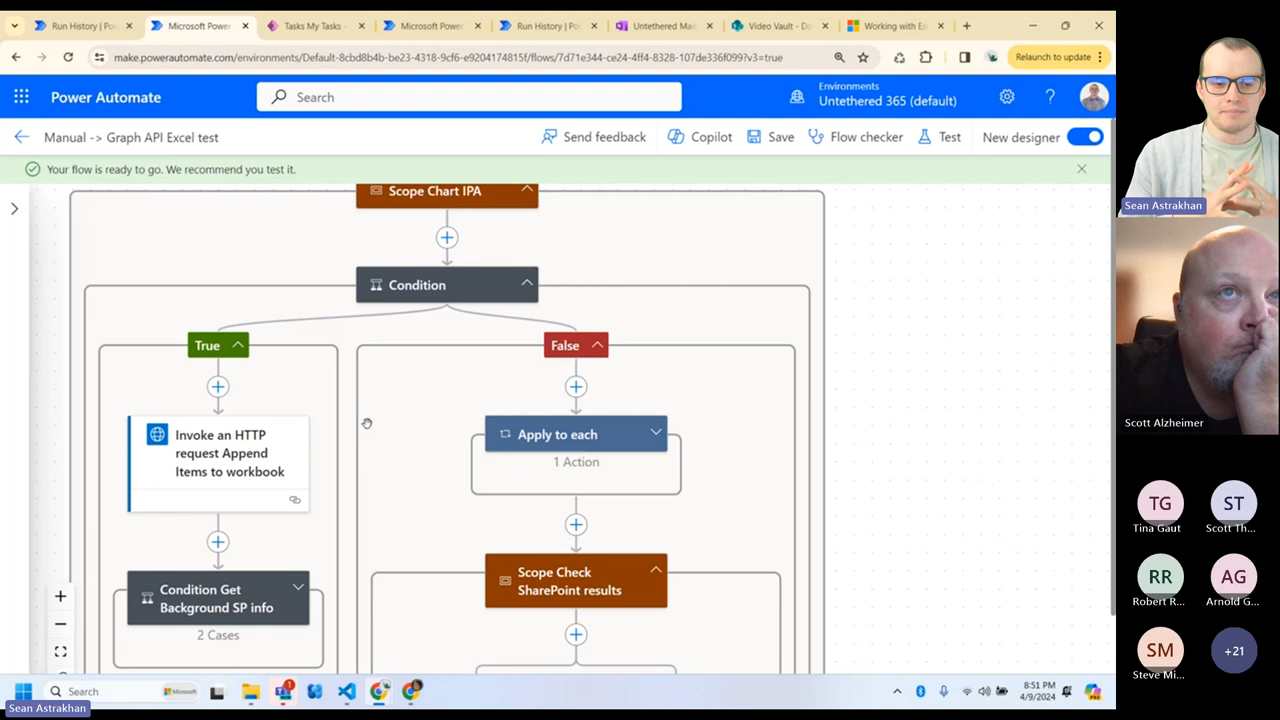 Run History | Po
Microsoft Power
Tasks My Tasks -
Microsoft Power
Run History | Po
Untethered Mai
Video Vault - Do
Working with Ex
make.powerautomate.com/environments/Default-8cbd8b4b-be23-4318-9cf6-e9204174815f/flows/7d71e344-ce24-4ff4-8328-107de336f099?v3=true
Relaunch to update
Power Automate
Search
Environments
Untethered 365 (default)
Manual -> Graph API Excel test
Send feedback
Copilot
Save
Flow checker
Test
New designer
Your flow is ready to go. We recommend you test it.
Scope Chart IPA
Condition
True
False
Invoke an HTTP
request Append
Items to workbook
Apply to each
1 Action
Condition Get
Background SP info
2 Cases
Scope Check
SharePoint results
Search
Microsoft
1
8:51 PM
4/9/2024
Sean Astrakhan
Sean Astrakhan
Scott Alzheimer
TG
Tina Gaut
ST
Scott Th...
RR
Robert R...
AG
Arnold G...
SM
Steve Mi...
+21